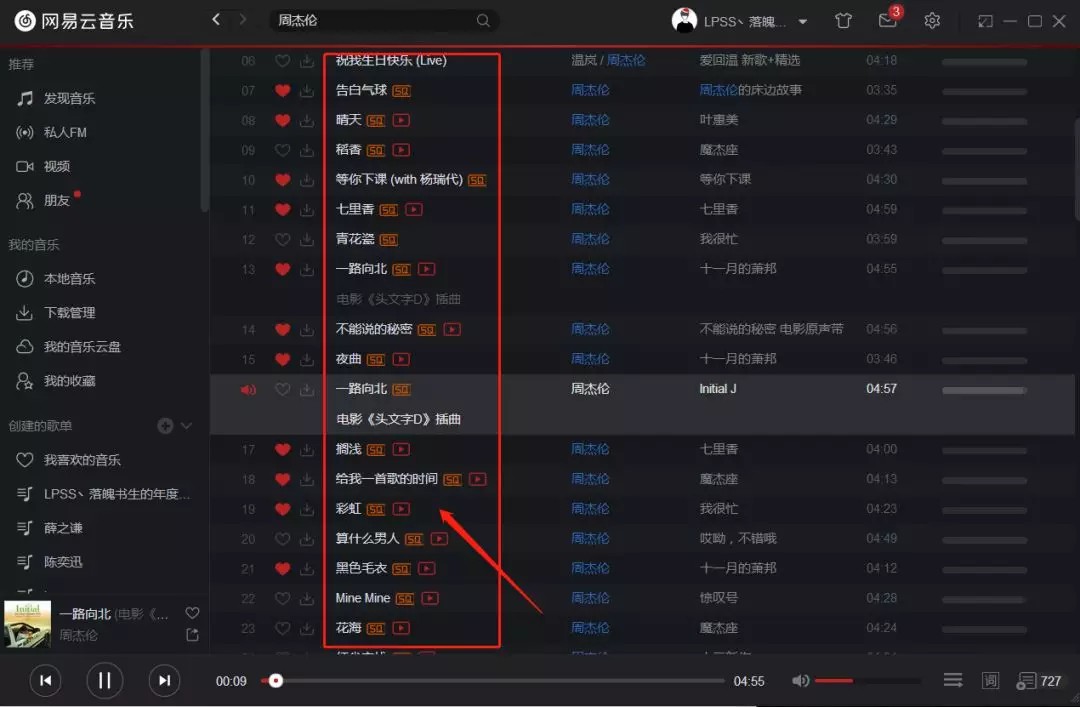 网易云音乐
周杰伦
LPSS丶落魄...
3
推荐
发现音乐
私人FM
视频
朋友
我的音乐
本地音乐
下载管理
我的音乐云盘
我的收藏
创建的歌单
我喜欢的音乐
LPSS丶落魄书生的年度...
薛之谦
陈奕迅
06 祝我生日快乐 (Live) 温岚 / 周杰伦 爱回温 新歌+精选 04:18
07 告白气球 SQ 周杰伦 周杰伦的床边故事 03:35
08 晴天 SQ 周杰伦 叶惠美 04:29
09 稻香 SQ 周杰伦 魔杰座 03:43
10 等你下课 (with 杨瑞代) SQ 周杰伦 等你下课 04:30
11 七里香 SQ 周杰伦 七里香 04:59
12 青花瓷 SQ 周杰伦 我很忙 03:59
13 一路向北 SQ 周杰伦 十一月的萧邦 04:55
电影《头文字D》插曲
14 不能说的秘密 SQ 周杰伦 不能说的秘密 电影原声带 04:56
15 夜曲 SQ 周杰伦 十一月的萧邦 03:46
一路向北 SQ 周杰伦 Initial J 04:57
电影《头文字D》插曲
17 搁浅 SQ 周杰伦 七里香 04:00
18 给我一首歌的时间 SQ 周杰伦 魔杰座 04:13
19 彩虹 SQ 周杰伦 我很忙 04:23
20 算什么男人 SQ 周杰伦 哎呦，不错哦 04:49
21 黑色毛衣 SQ 周杰伦 十一月的萧邦 04:12
22 Mine Mine SQ 周杰伦 惊叹号 04:28
23 花海 SQ 周杰伦 魔杰座 04:24
Initial
一路向北 (电影《...
周杰伦
00:09
04:55
词
727